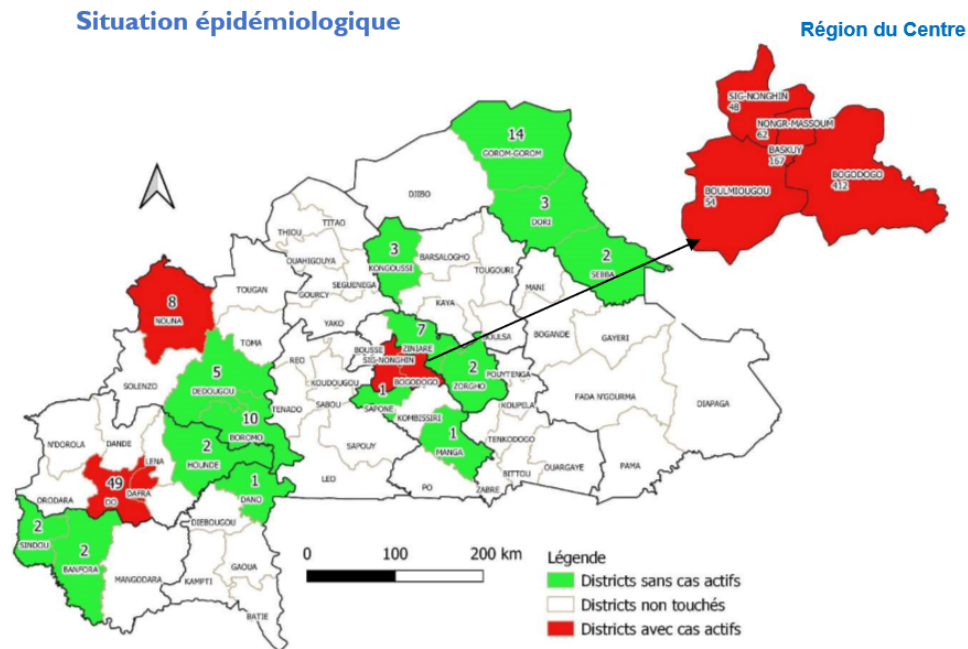 Situation épidémiologique
Région du Centre
SIG-NONGHIN
48
NONGR-MASSOUM
62
BASKUY
167
BOGODOGO
412
BOULMIOUGOU
54
14
GOROM-GOROM
DJIBO
3
DORI
TITAO
THIOU
3
KONGOUSSI
BARSALOGHO
2
SEBBA
OUAHIGOUYA
TOUGOURI
SEGUENEGA
TOUGAN
GOURCY
MANI
8
NOUNA
KAYA
YAKO
7
ZINIARE
BOULSA
BOGANDE
GAYERI
TOMA
BOUSSE
SIG-NONGHIN
REO
2
ZORGHO
POUYTENGA
SOLENZO
5
DEDOUGOU
KOUDOUGOU
BOGODOGO
1
SAPONE
FADA N'GOURMA
DIAPAGA
TENADO
SABOU
KOUPELA
10
BOROMO
KOMBISSIRI
N'DOROLA
DANDE
2
HOUNDE
SAPOUY
1
MANGA
TENKODOGO
LENA
OUARGAYE
PAMA
49
DO
DAFRA
1
DANO
LEO
BITTOU
PO
ZABRE
ORODARA
DIEBOUGOU
2
SINDOU
2
BANFORA
MANGODARA
KAMPTI
GAOUA
BATIE
0 100 200 km
Légende
Districts sans cas actifs
Districts non touchés
Districts avec cas actifs